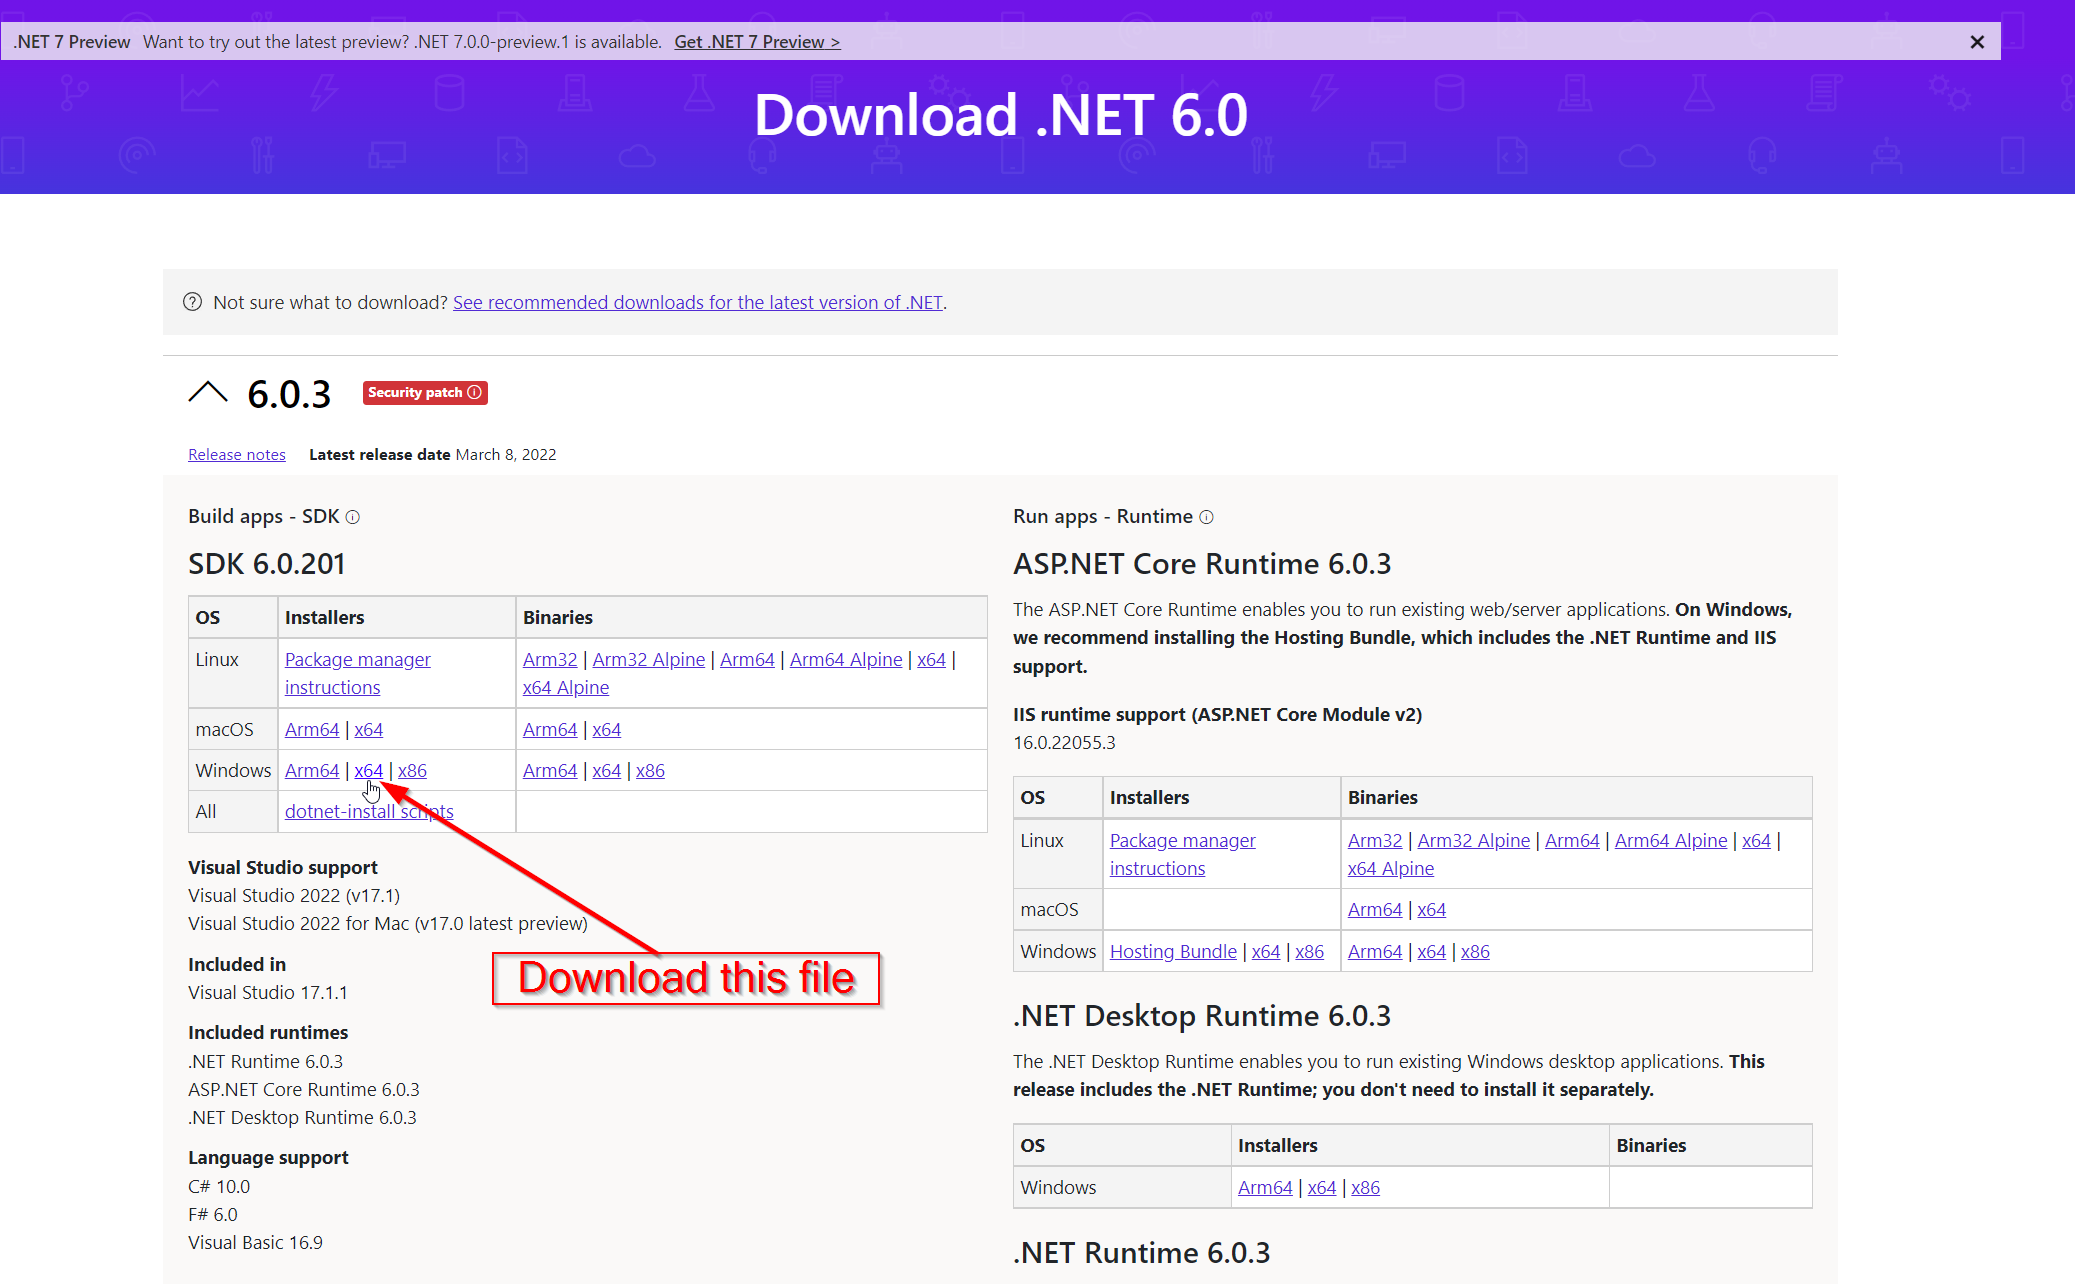 .NET 7 Preview Want to try out the latest preview? .NET 7.0.0-preview.1 is available. Get .NET 7 Preview >
Download .NET 6.0
Not sure what to download? See recommended downloads for the latest version of .NET.
6.0.3 Security patch
Release notes Latest release date March 8, 2022
Build apps - SDK
SDK 6.0.201
OS Installers Binaries
Linux Package manager instructions Arm32 | Arm32 Alpine | Arm64 | Arm64 Alpine | x64 |
x64 Alpine
macOS Arm64 | x64 Arm64 | x64
Windows Arm64 | x64 | x86 Arm64 | x64 | x86
All dotnet-install scripts
Visual Studio support
Visual Studio 2022 (v17.1)
Visual Studio 2022 for Mac (v17.0 latest preview)
Download this file
Included in
Visual Studio 17.1.1
Included runtimes
.NET Runtime 6.0.3
ASP.NET Core Runtime 6.0.3
.NET Desktop Runtime 6.0.3
Language support
C# 10.0
F# 6.0
Visual Basic 16.9
Run apps - Runtime
ASP.NET Core Runtime 6.0.3
The ASP.NET Core Runtime enables you to run existing web/server applications. On Windows,
we recommend installing the Hosting Bundle, which includes the .NET Runtime and IIS
support.
IIS runtime support (ASP.NET Core Module v2)
16.0.22055.3
OS Installers Binaries
Linux Package manager instructions Arm32 | Arm32 Alpine | Arm64 | Arm64 Alpine | x64 |
x64 Alpine
macOS Arm64 | x64
Windows Hosting Bundle | x64 | x86 Arm64 | x64 | x86
.NET Desktop Runtime 6.0.3
The .NET Desktop Runtime enables you to run existing Windows desktop applications. This
release includes the .NET Runtime; you don't need to install it separately.
OS Installers Binaries
Windows Arm64 | x64 | x86
.NET Runtime 6.0.3